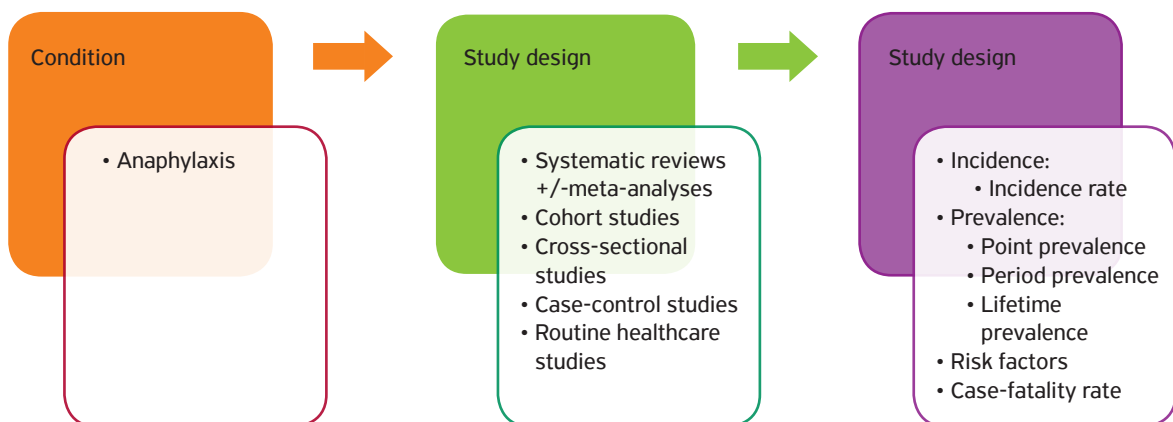 Condition
• Anaphylaxis
Study design
• Systematic reviews
+/-meta-analyses
• Cohort studies
• Cross-sectional
studies
• Case-control studies
• Routine healthcare
studies
Study design
• Incidence:
• Incidence rate
• Prevalence:
• Point prevalence
• Period prevalence
• Lifetime
prevalence
• Risk factors
• Case-fatality rate